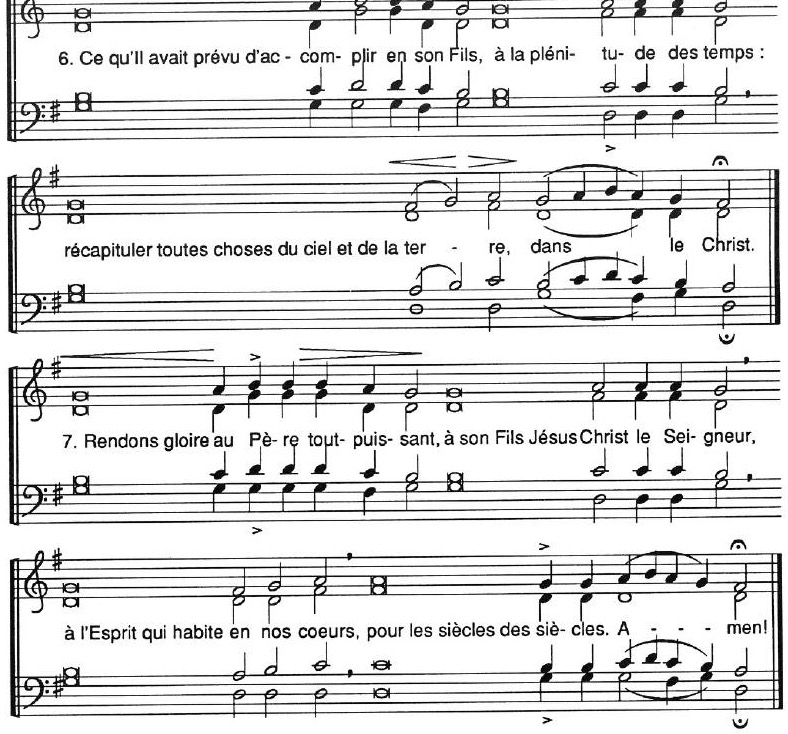 6. Ce qu'Il avait prévu d'ac - com- plir en son Fils, à la pléni- tu- de des temps :
récapituler toutes choses du ciel et de la ter - re, dans le Christ.
7. Rendons gloire au Pè- re tout- puis- sant, à son Fils Jésus Christ le Sei- gneur,
à l'Esprit qui habite en nos coeurs, pour les siècles des siè- cles. A - - - men!